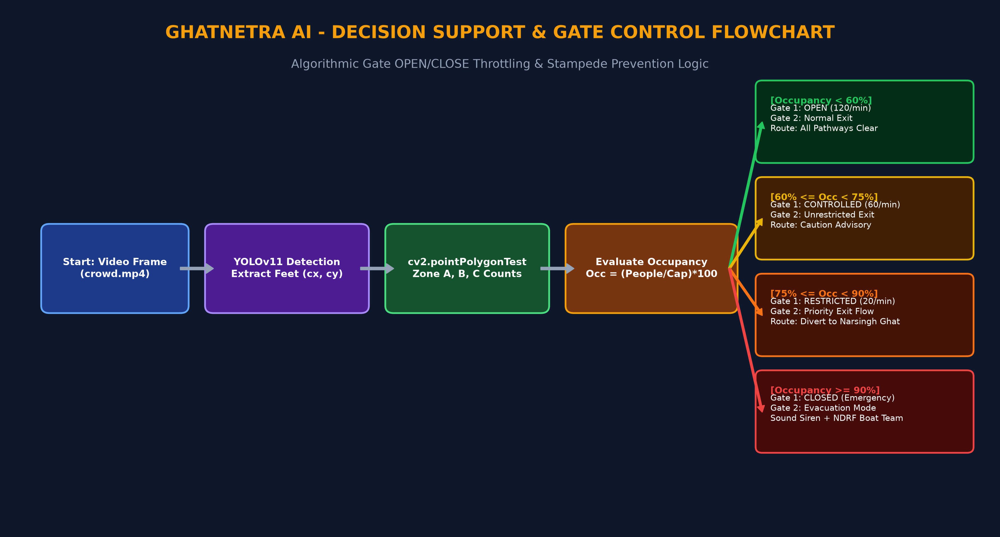 GHATNETRA AI - DECISION SUPPORT & GATE CONTROL FLOWCHART
Algorithmic Gate OPEN/CLOSE Throttling & Stampede Prevention Logic
Start: Video Frame
(crowd.mp4)
YOLOv11 Detection
Extract Feet (cx, cy)
cv2.pointPolygonTest
Zone A, B, C Counts
Evaluate Occupancy
Occ = (People/Cap)*100
[Occupancy < 60%]
Gate 1: OPEN (120/min)
Gate 2: Normal Exit
Route: All Pathways Clear
[60% <= Occ < 75%]
Gate 1: CONTROLLED (60/min)
Gate 2: Unrestricted Exit
Route: Caution Advisory
[75% <= Occ < 90%]
Gate 1: RESTRICTED (20/min)
Gate 2: Priority Exit Flow
Route: Divert to Narsingh Ghat
[Occupancy >= 90%]
Gate 1: CLOSED (Emergency)
Gate 2: Evacuation Mode
Sound Siren + NDRF Boat Team